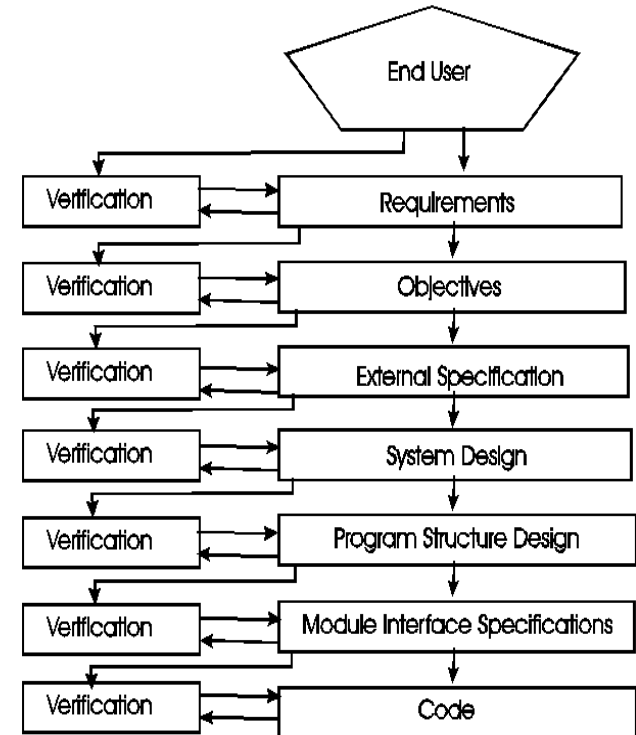 End User
Verification
Requirements
Verification
Objectives
Verification
External Specification
Verification
System Design
Verification
Program Structure Design
Verification
Module Interface Specifications
Verification
Code